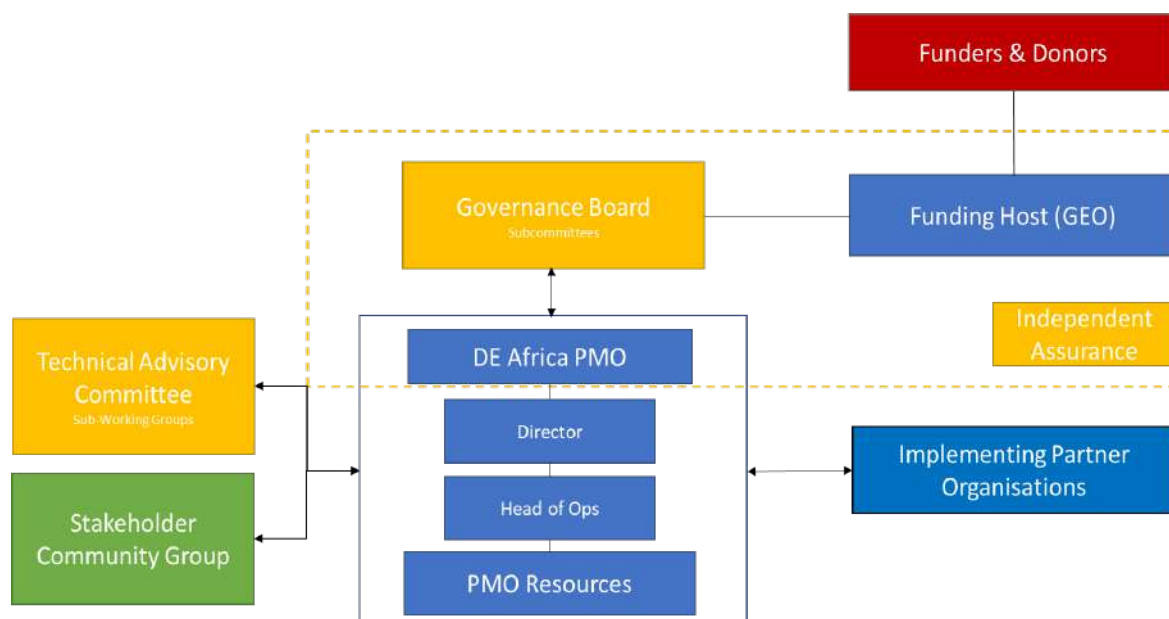 Funders & Donors
Governance Board
Subcommittees
Funding Host (GEO)
Independent
Assurance
Technical Advisory
Committee
Sub-Working Groups
DE Africa PMO
Director
Head of Ops
PMO Resources
Implementing Partner
Organisations
Stakeholder
Community Group